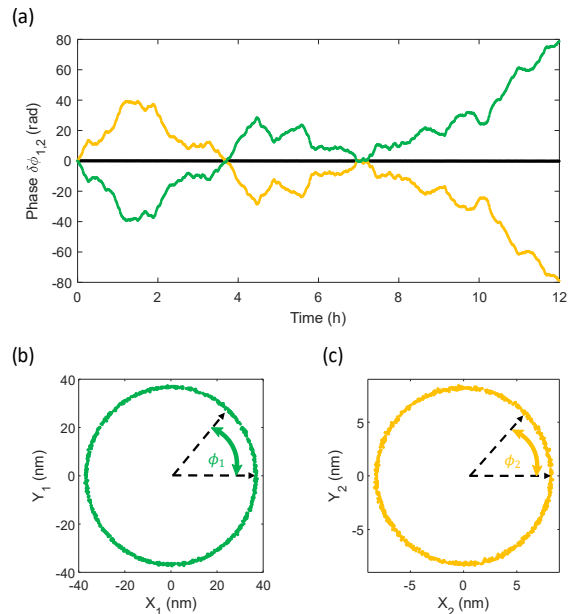 (a)
Phase δϕ1,2 (rad)
80
60
40
20
0
-20
-40
-60
-80
0 2 4 6 8 10 12
Time (h)
(b)
(c)
Y1 (nm)
40
20
0
-20
-40
ϕ1
-40 -20 0 20 40
X1 (nm)
Y2 (nm)
5
0
-5
ϕ2
-5 0 5
X2 (nm)